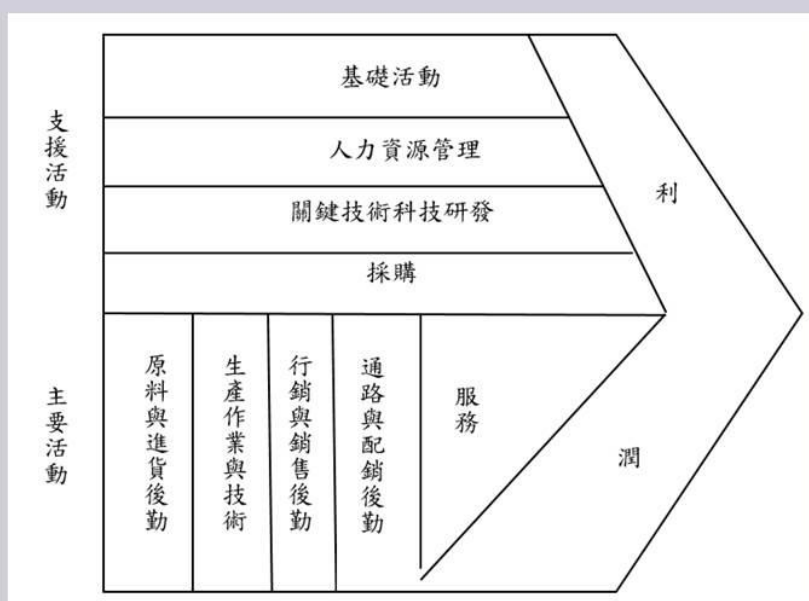 支援活動
基礎活動
人力資源管理
關鍵技術科技研發
採購
利
主要活動
原料與進貨後勤
生產作業與技術
行銷與銷售後勤
通路與配銷後勤
服務
潤